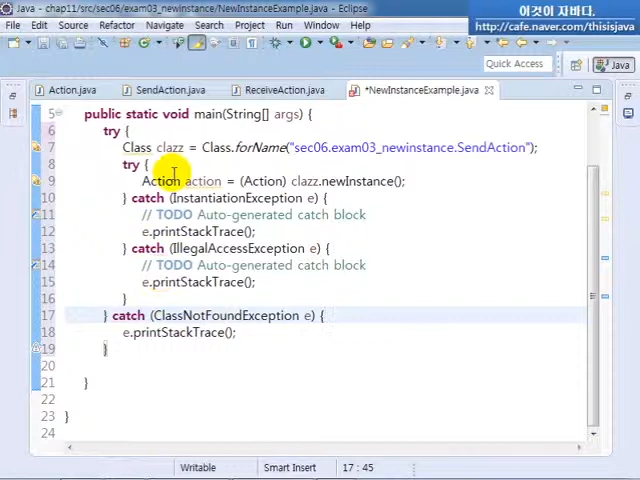 Java - chap11/src/sec06/exam03_newinstance/NewInstanceExample.java - Eclipse
이것이 자바다.
http://cafe.naver.com/thisisjava
File Edit Source Refactor Navigate Search Project Run Window Help
Quick Access
Java
Action.java SendAction.java ReceiveAction.java *NewInstanceExample.java
5 public static void main(String[] args) {
6 try {
7 Class clazz = Class.forName("sec06.exam03_newinstance.SendAction");
8 try {
9 Action action = (Action) clazz.newInstance();
10 } catch (InstantiationException e) {
11 // TODO Auto-generated catch block
12 e.printStackTrace();
13 } catch (IllegalAccessException e) {
14 // TODO Auto-generated catch block
15 e.printStackTrace();
16 }
17 } catch (ClassNotFoundException e) {
18 e.printStackTrace();
19 }
20
21 }
22
23 }
24
Writable Smart Insert 17 : 45